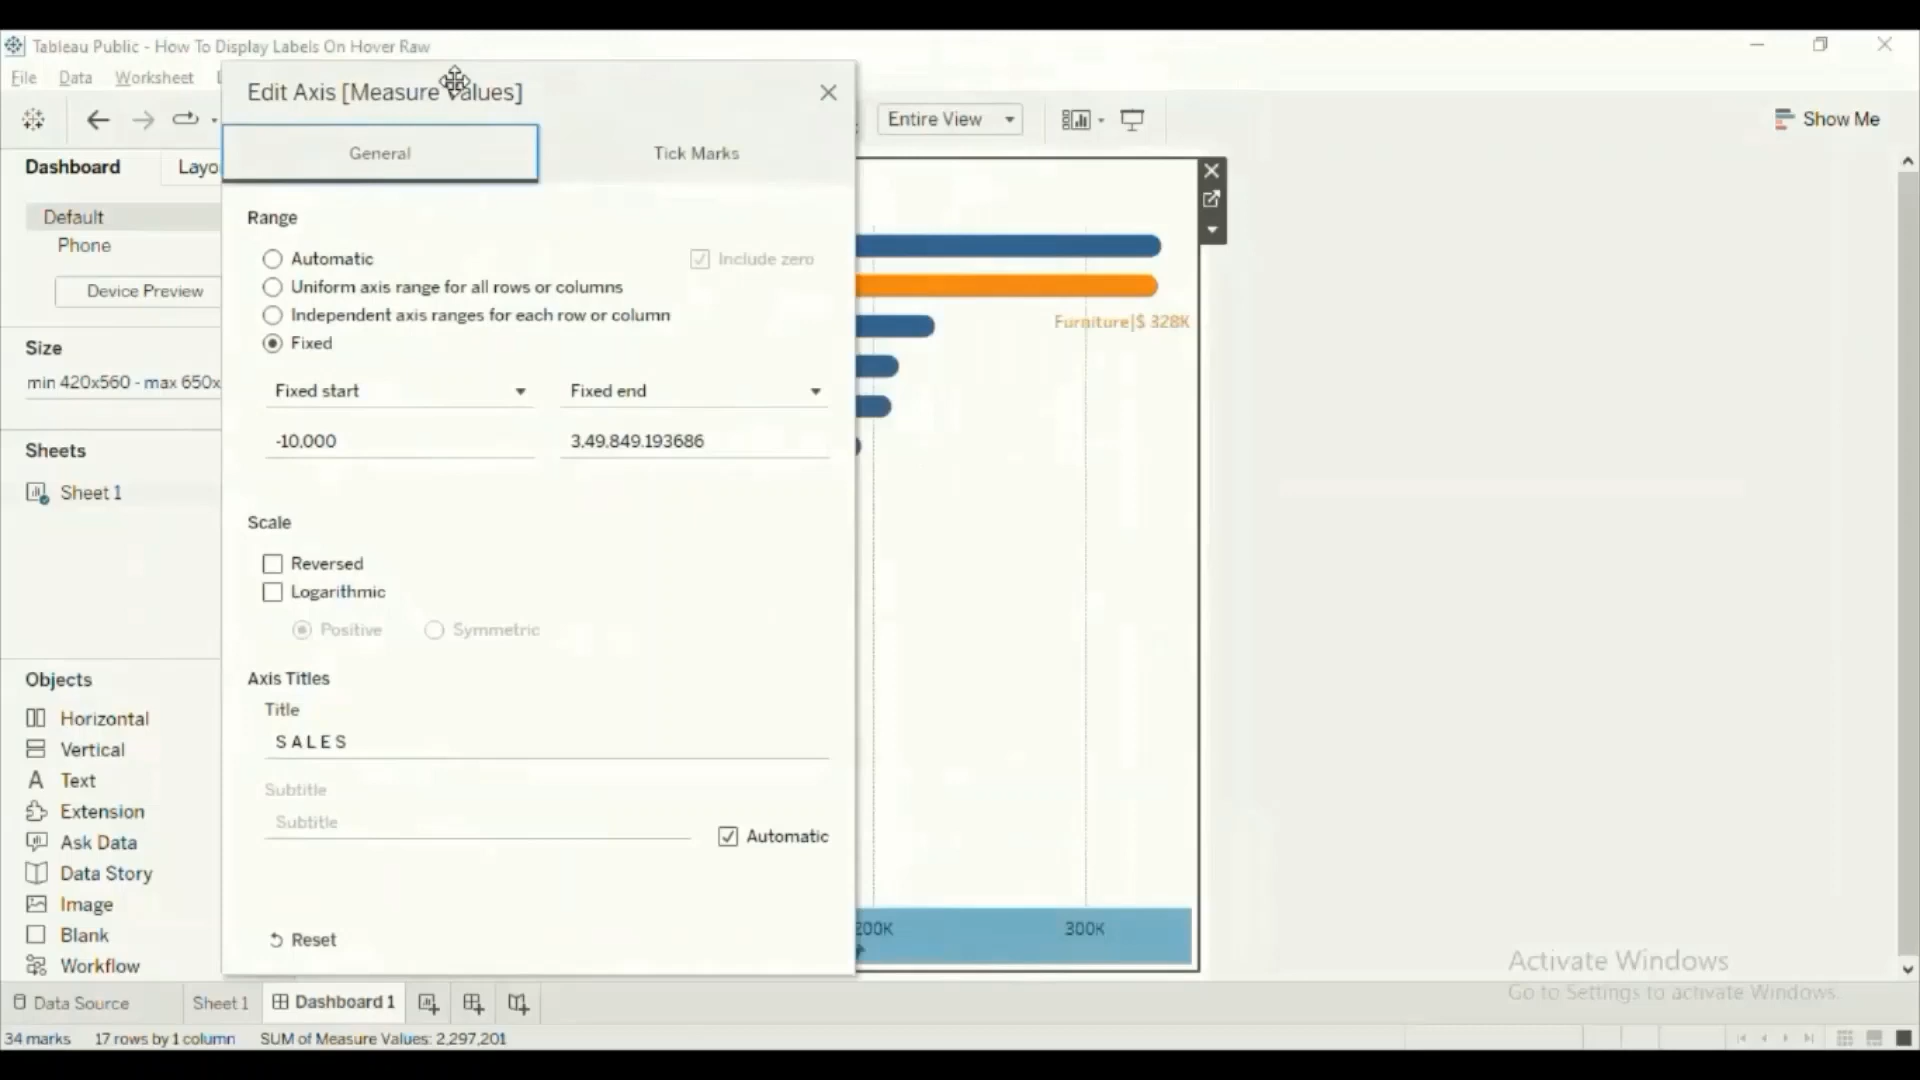 Tableau Public - How To Display Labels On Hover Raw
File Data Worksheet
Edit Axis [Measure Values]
Entire View
Show Me
Dashboard Layo
General Tick Marks
Default
Phone
Device Preview
Range
Automatic Include zero
Uniform axis range for all rows or columns
Independent axis ranges for each row or column
Fixed
Furniture|$ 328K
Size
min 420x560 - max 650x
Fixed start Fixed end
-10,000 3,49,849.193686
Sheets
Sheet 1
Scale
Reversed
Logarithmic
Positive Symmetric
Axis Titles
Title
SALES
Subtitle
Subtitle
Automatic
Reset
Objects
Horizontal
Vertical
Text
Extension
Ask Data
Data Story
Image
Blank
Workflow
200K 300K
Activate Windows
Go to Settings to activate Windows.
Data Source Sheet 1 Dashboard 1
34 marks 17 rows by 1 column SUM of Measure Values: 2,297,201